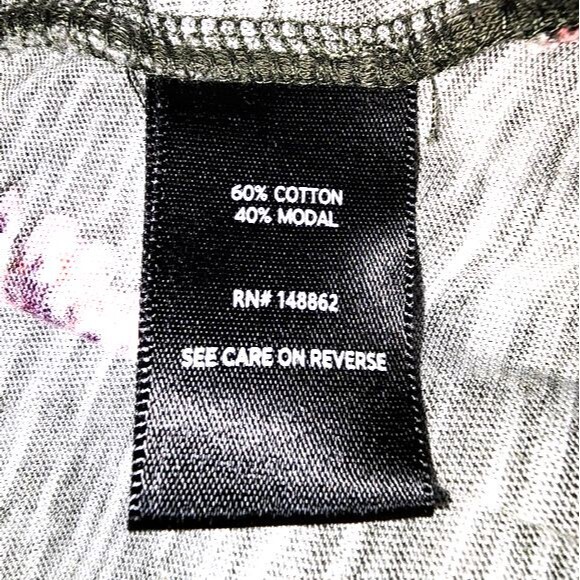 60% COTTON
40% MODAL
RN# 148862
SEE CARE ON REVERSE